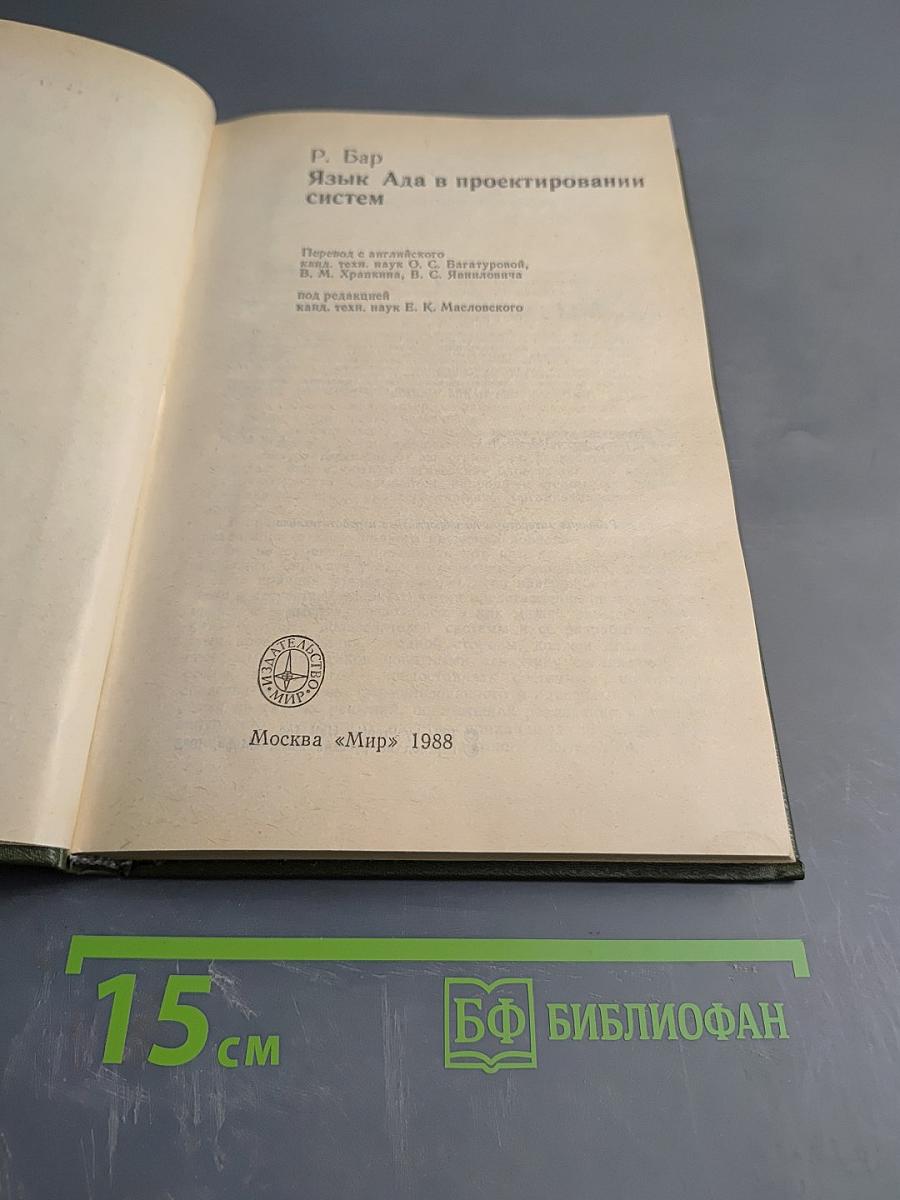 Р. Бар
Язык Ада в проектировании
систем
Перевод с английского
канд. техн. наук О. С. Вагатуровой,
В. М. Храпкина, В. С. Явниловича
под редакцией
канд. техн. наук Е. К. Масловского
ИЗДАТЕЛЬСТВО
МИР
Москва «Мир» 1988
15 см
БФ БИБЛИОФАН